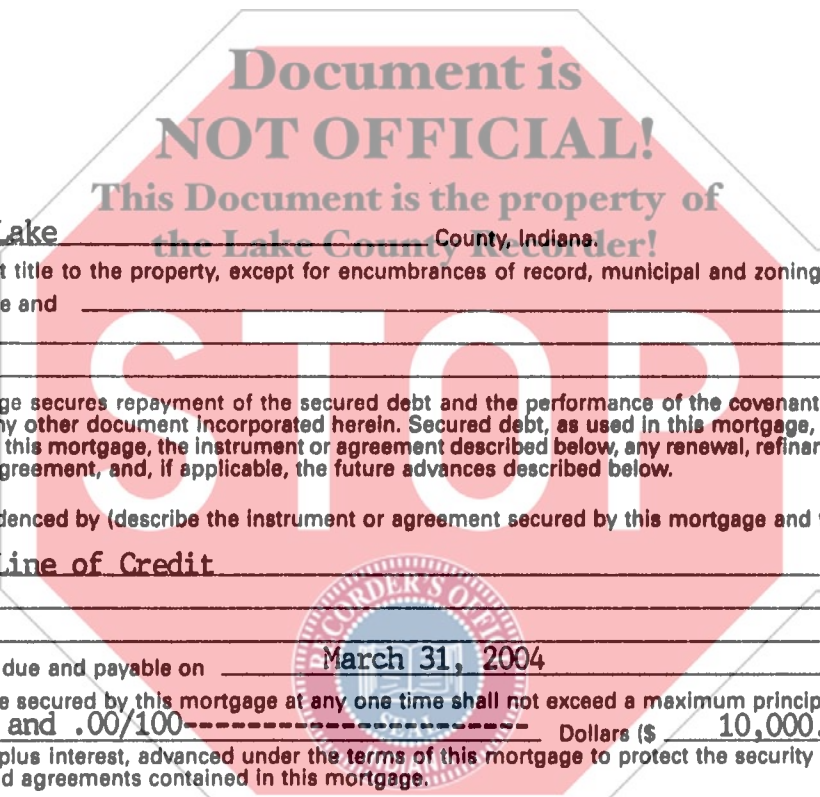 Document is
NOT OFFICIAL!
This Document is the property of
the Lake County Recorder!
Lake County, Indiana.
t title to the property, except for encumbrances of record, municipal and zoning
e and
STOP
ge secures repayment of the secured debt and the performance of the covenant
ny other document incorporated herein. Secured debt, as used in this mortgage,
this mortgage, the instrument or agreement described below, any renewal, refinan
greement, and, if applicable, the future advances described below.
denced by (describe the instrument or agreement secured by this mortgage and
Line of Credit
RECORDER'S OFFIC
due and payable on March 31, 2004
e secured by this mortgage at any one time shall not exceed a maximum princip
and .00/100------------------------------ Dollars ($ 10,000.
SEAL
plus interest, advanced under the terms of this mortgage to protect the security
d agreements contained in this mortgage.
INDIANA